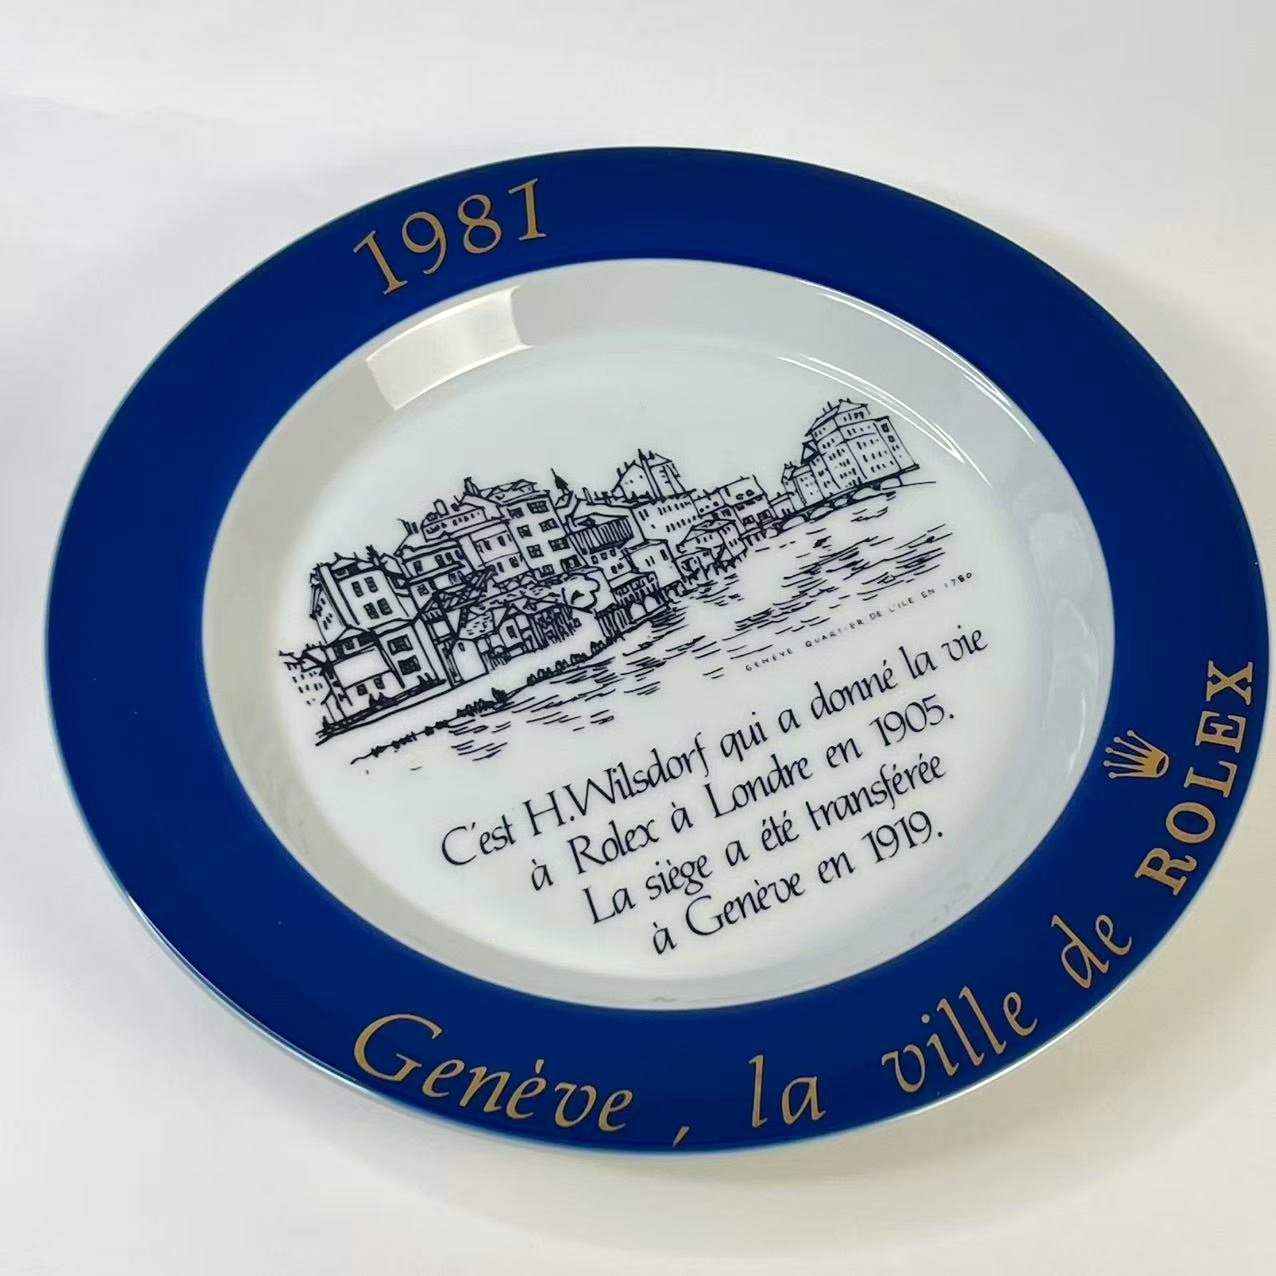 1981
GENÈVE QUARTIER DE L'ILE EN 1780
C'est H.Wilsdorf qui a donné la vie
à Rolex à Londre en 1905.
La siège a été transférée
à Genève en 1919.
Genève, la ville de ROLEX